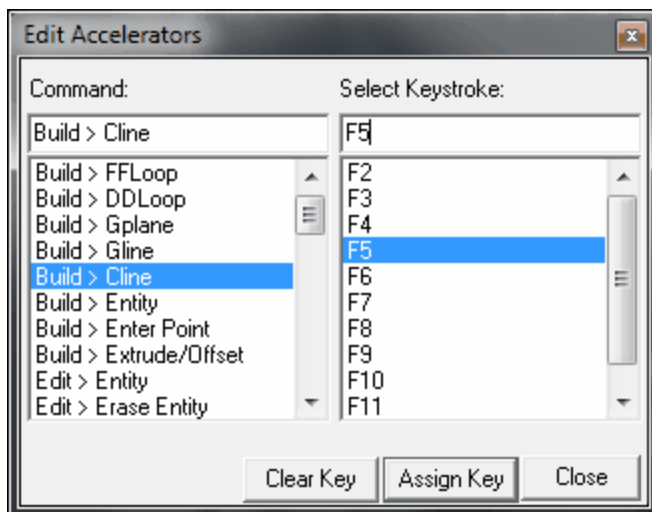 Edit Accelerators
Command:
Select Keystroke:
Build > Cline
F5
Build > FFLoop
Build > DDLoop
Build > Gplane
Build > Gline
Build > Cline
Build > Entity
Build > Enter Point
Build > Extrude/Offset
Edit > Entity
Edit > Erase Entity
F2
F3
F4
F5
F6
F7
F8
F9
F10
F11
Clear Key
Assign Key
Close